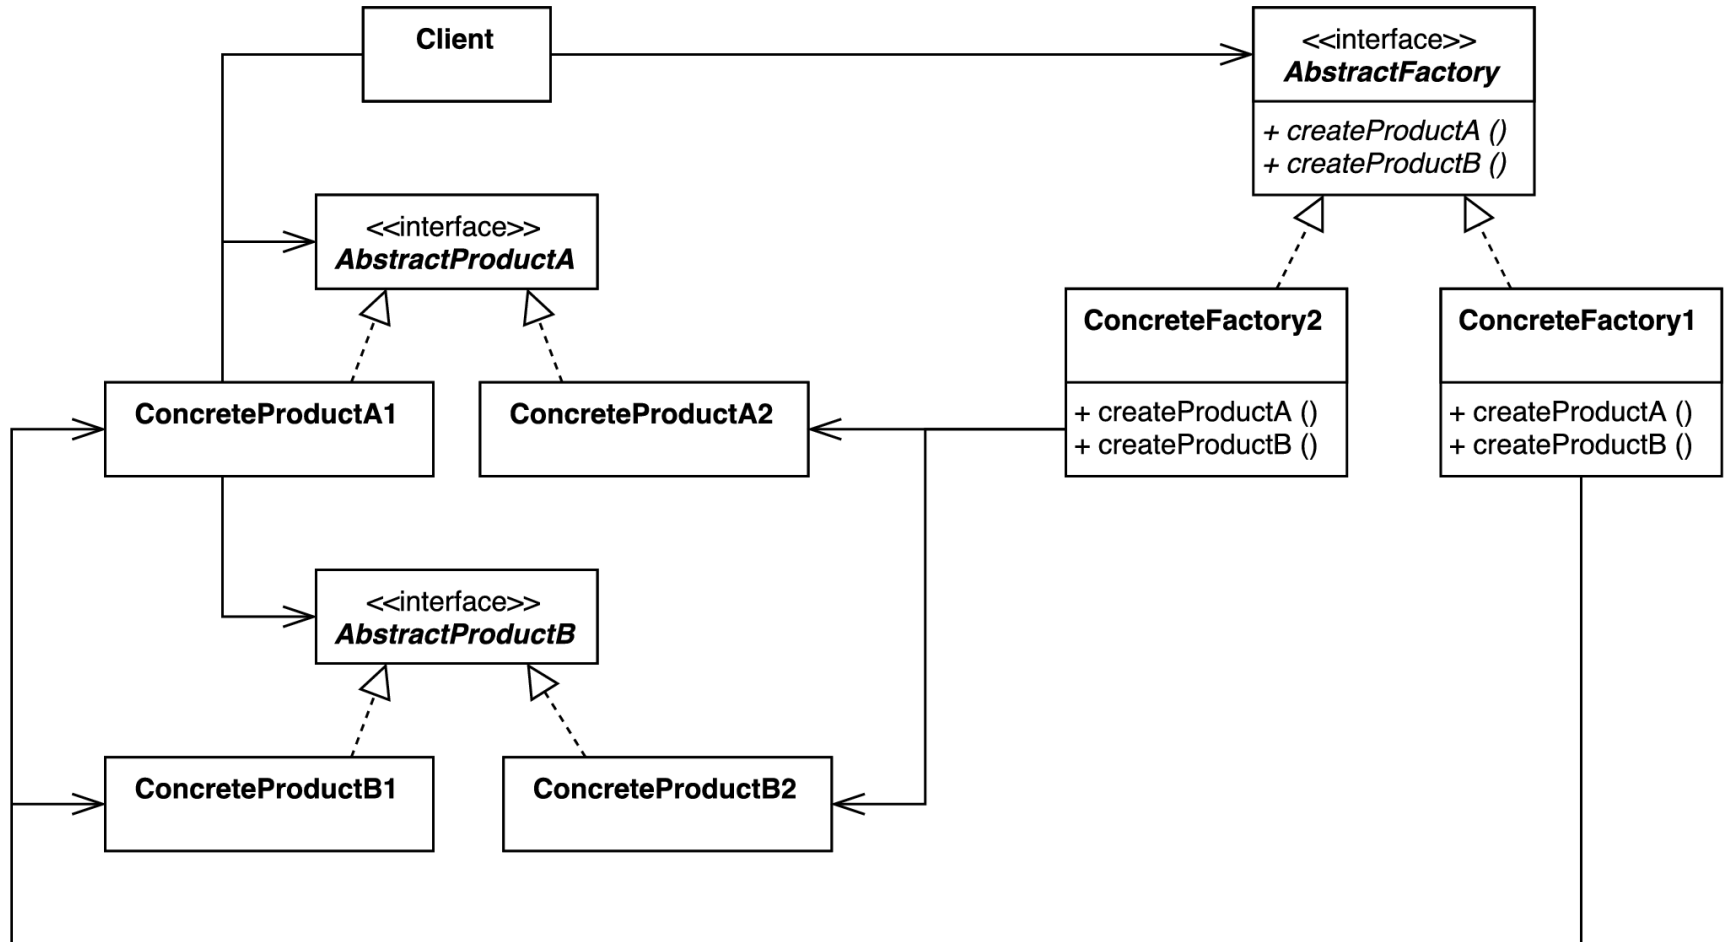 Client
<<interface>>
AbstractFactory
+ createProductA ()
+ createProductB ()
<<interface>>
AbstractProductA
ConcreteFactory2
+ createProductA ()
+ createProductB ()
ConcreteFactory1
+ createProductA ()
+ createProductB ()
ConcreteProductA1
ConcreteProductA2
<<interface>>
AbstractProductB
ConcreteProductB1
ConcreteProductB2